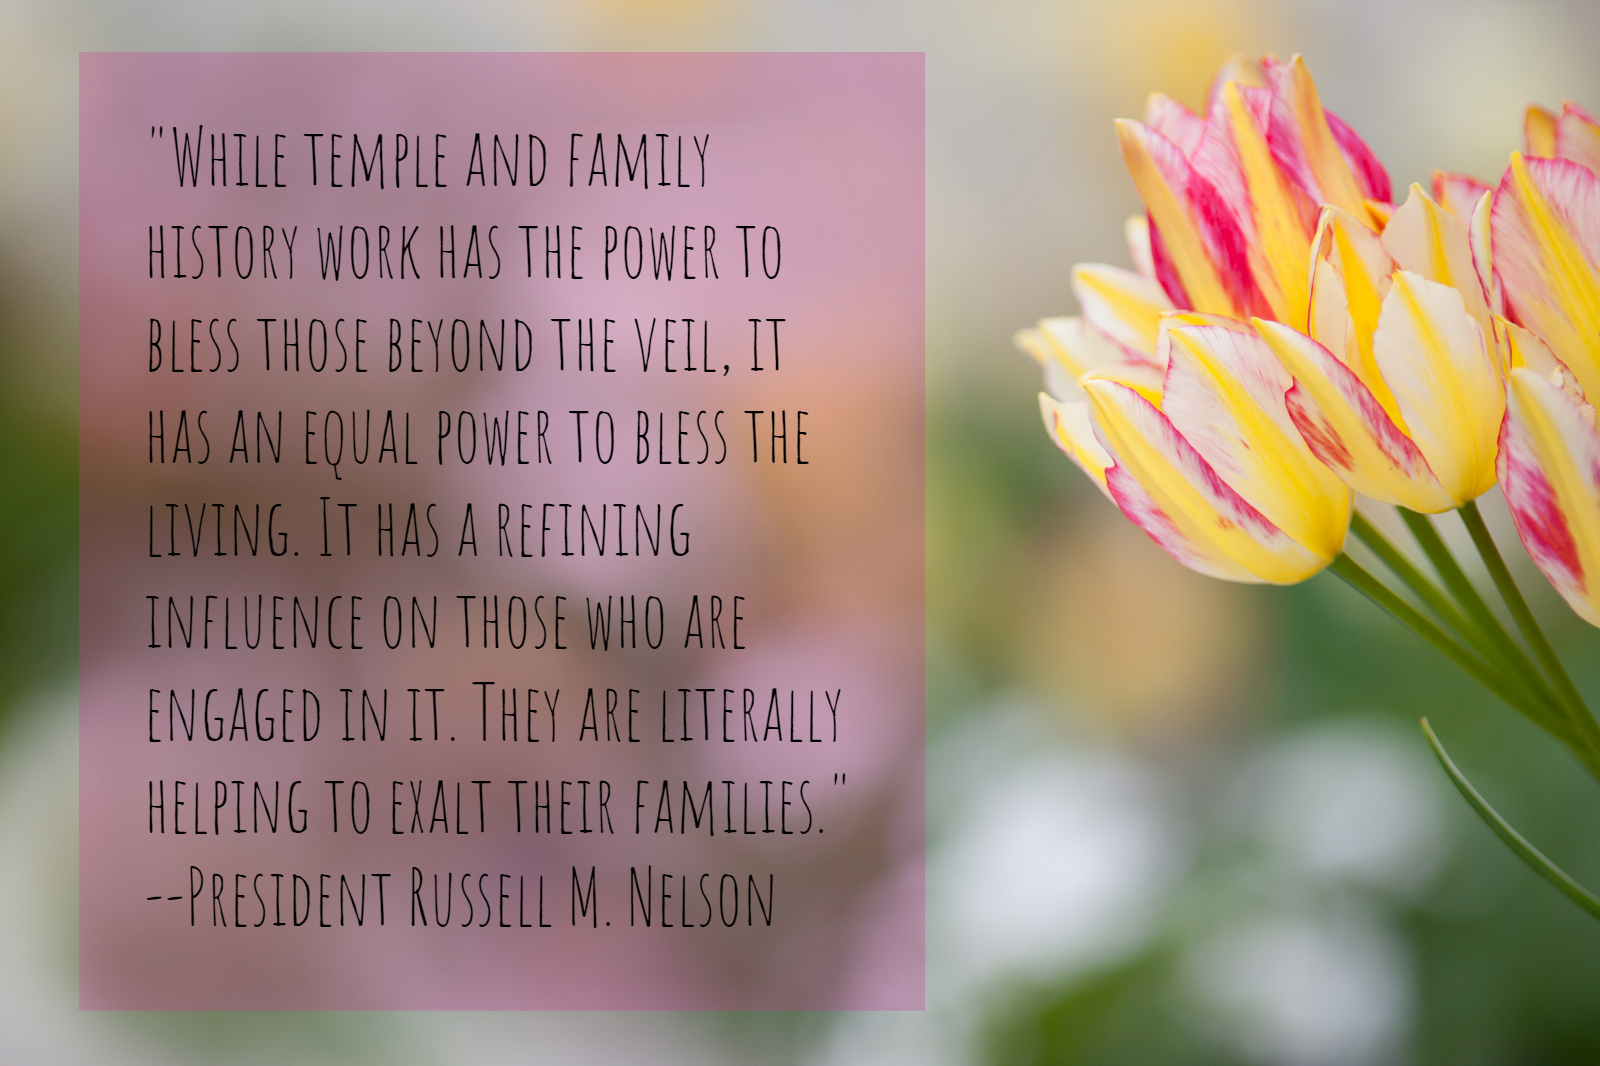 "While temple and family
history work has the power to
bless those beyond the veil, it
has an equal power to bless the
living. It has a refining
influence on those who are
engaged in it. They are literally
helping to exalt their families."
--President Russell M. Nelson